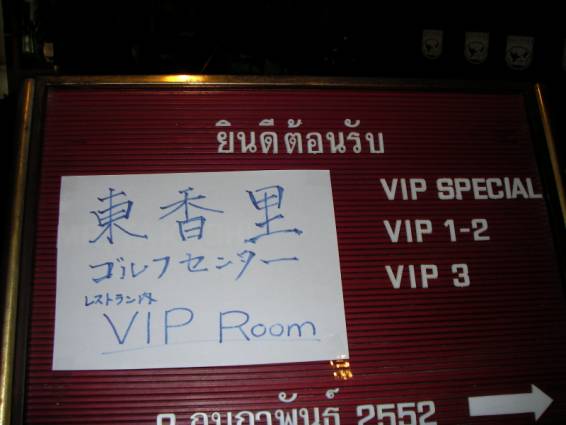 ยินดีต้อนรับ
東香里
ゴルフセンター
レストラン内
VIP Room
VIP SPECIAL
VIP 1-2
VIP 3
กุมภาพันธ์ 2552